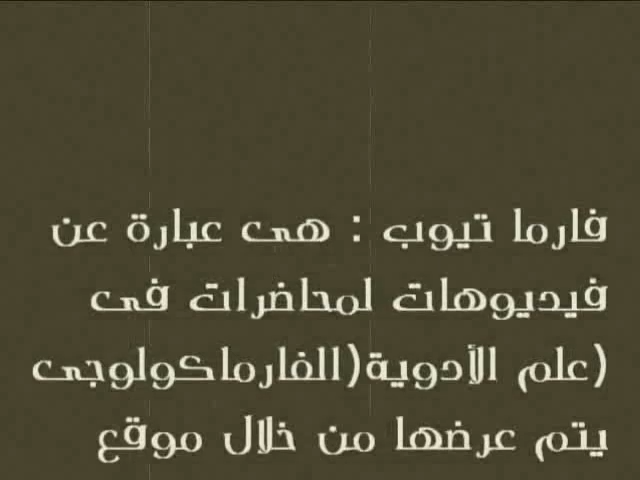 فارما تيوب : هى عبارة عن
فيديوهات لمحاضرات فى
(علم الأدوية(الفارماكولوجى
يتم عرضها من خلال موقع